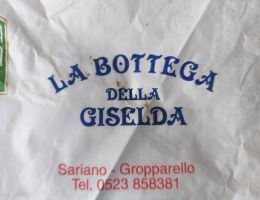 LA BOTTEGA
DELLA
GISELDA
Sariano - Gropparello
Tel. 0523 858381